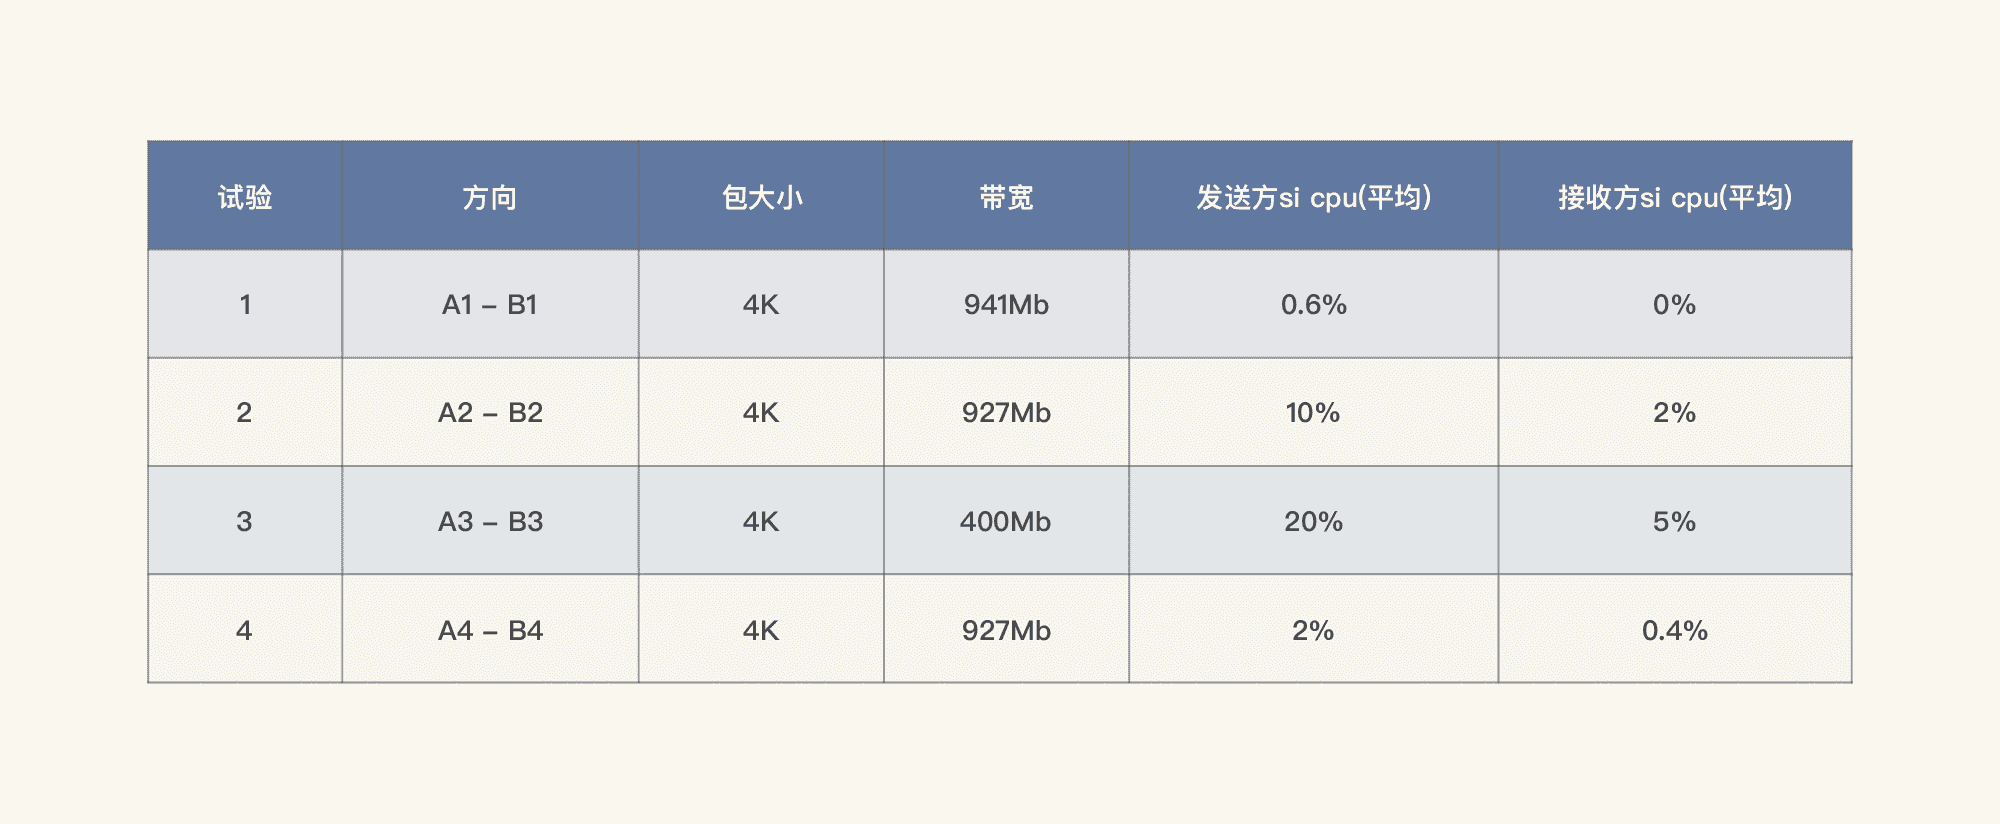 试验 方向 包大小 带宽 发送方si cpu(平均) 接收方si cpu(平均)
1 A1 – B1 4K 941Mb 0.6% 0%
2 A2 – B2 4K 927Mb 10% 2%
3 A3 – B3 4K 400Mb 20% 5%
4 A4 – B4 4K 927Mb 2% 0.4%